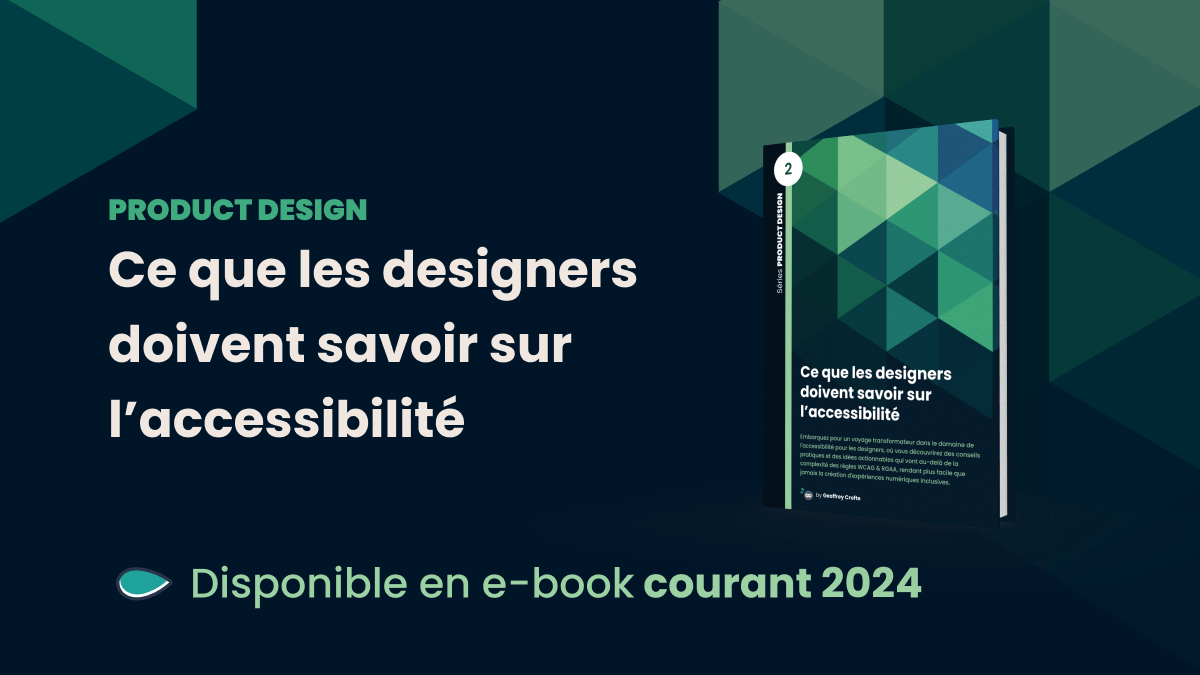 PRODUCT DESIGN
Ce que les designers
doivent savoir sur
l’accessibilité
2
Séries PRODUCT DESIGN
Ce que les designers
doivent savoir sur
l’accessibilité
Embarquez pour un voyage transformateur dans le domaine de
l'accessibilité pour les designers, où vous découvrirez des conseils
pratiques et des idées actionnables qui vont au-delà de la
complexité des règles WCAG & RGAA, rendant plus facile que
jamais la création d'expériences numériques inclusives.
by Geoffrey Crofte
Disponible en e-book courant 2024